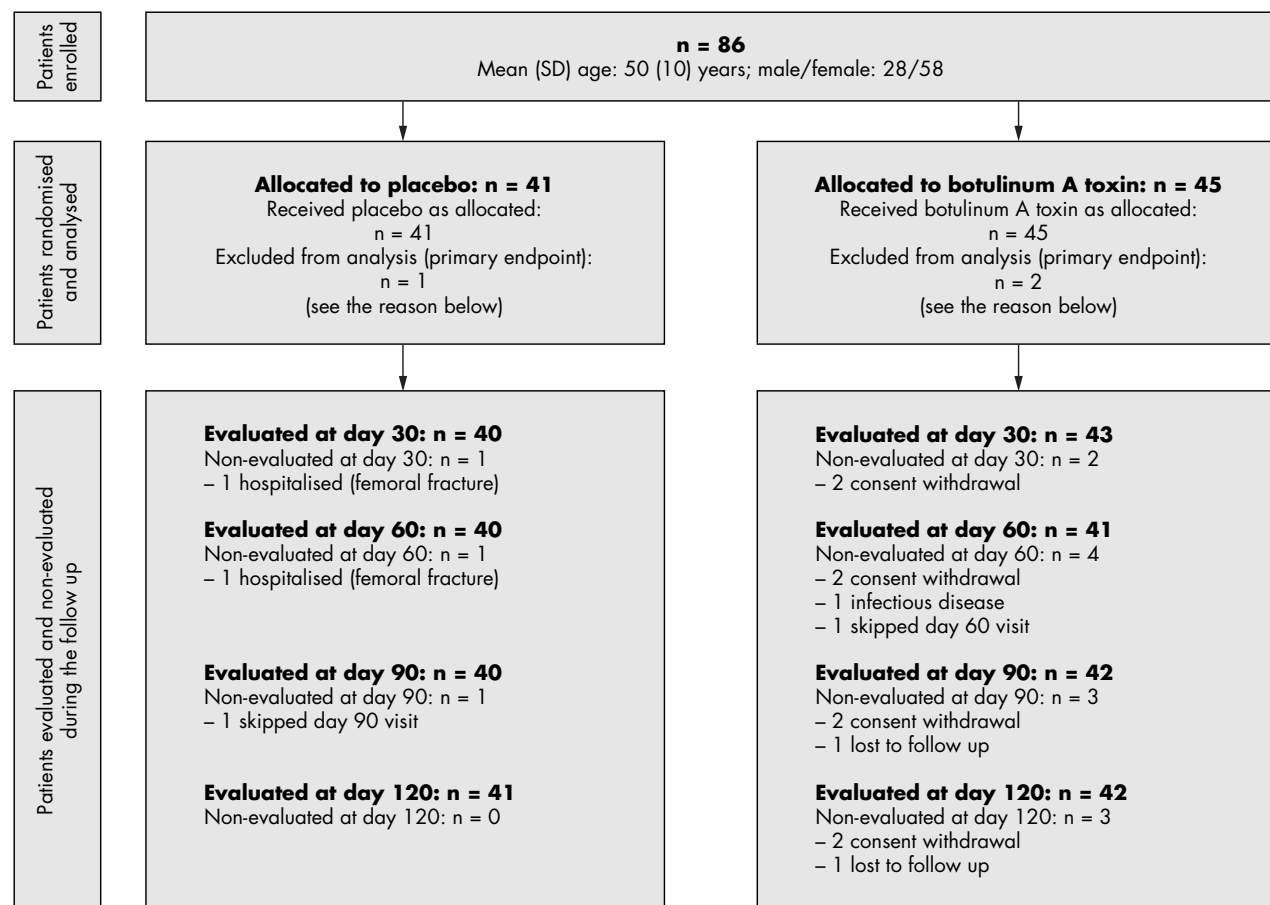 Patients
enrolled
n = 86
Mean (SD) age: 50 (10) years; male/female: 28/58
Patients randomised
and analysed
Allocated to placebo: n = 41
Received placebo as allocated:
n = 41
Excluded from analysis (primary endpoint):
n = 1
(see the reason below)
Allocated to botulinum A toxin: n = 45
Received botulinum A toxin as allocated:
n = 45
Excluded from analysis (primary endpoint):
n = 2
(see the reason below)
Patients evaluated and non-evaluated
during the follow up
Evaluated at day 30: n = 40
Non-evaluated at day 30: n = 1
– 1 hospitalised (femoral fracture)
Evaluated at day 60: n = 40
Non-evaluated at day 60: n = 1
– 1 hospitalised (femoral fracture)
Evaluated at day 90: n = 40
Non-evaluated at day 90: n = 1
– 1 skipped day 90 visit
Evaluated at day 120: n = 41
Non-evaluated at day 120: n = 0
Evaluated at day 30: n = 43
Non-evaluated at day 30: n = 2
– 2 consent withdrawal
Evaluated at day 60: n = 41
Non-evaluated at day 60: n = 4
– 2 consent withdrawal
– 1 infectious disease
– 1 skipped day 60 visit
Evaluated at day 90: n = 42
Non-evaluated at day 90: n = 3
– 2 consent withdrawal
– 1 lost to follow up
Evaluated at day 120: n = 42
Non-evaluated at day 120: n = 3
– 2 consent withdrawal
– 1 lost to follow up